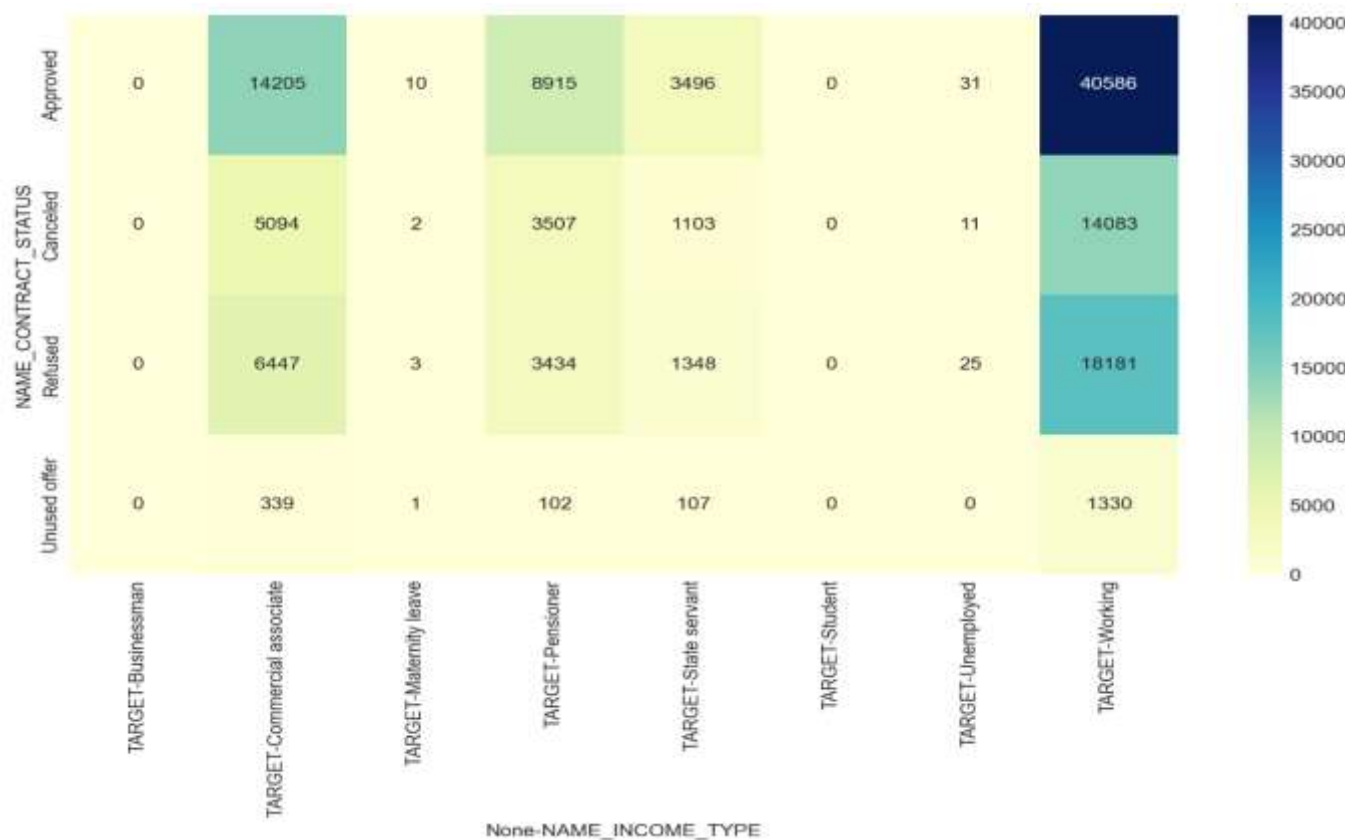 NAME_CONTRACT_STATUS
Approved
0 14205 10 8915 3496 0 31 40586
Canceled
0 5094 2 3507 1103 0 11 14083
Refused
0 6447 3 3434 1348 0 25 18181
Unused offer
0 339 1 102 107 0 0 1330
TARGET-Businessman
TARGET-Commercial associate
TARGET-Maternity leave
TARGET-Pensioner
TARGET-State servant
TARGET-Student
TARGET-Unemployed
TARGET-Working
None-NAME_INCOME_TYPE
40000
35000
30000
25000
20000
15000
10000
5000
0